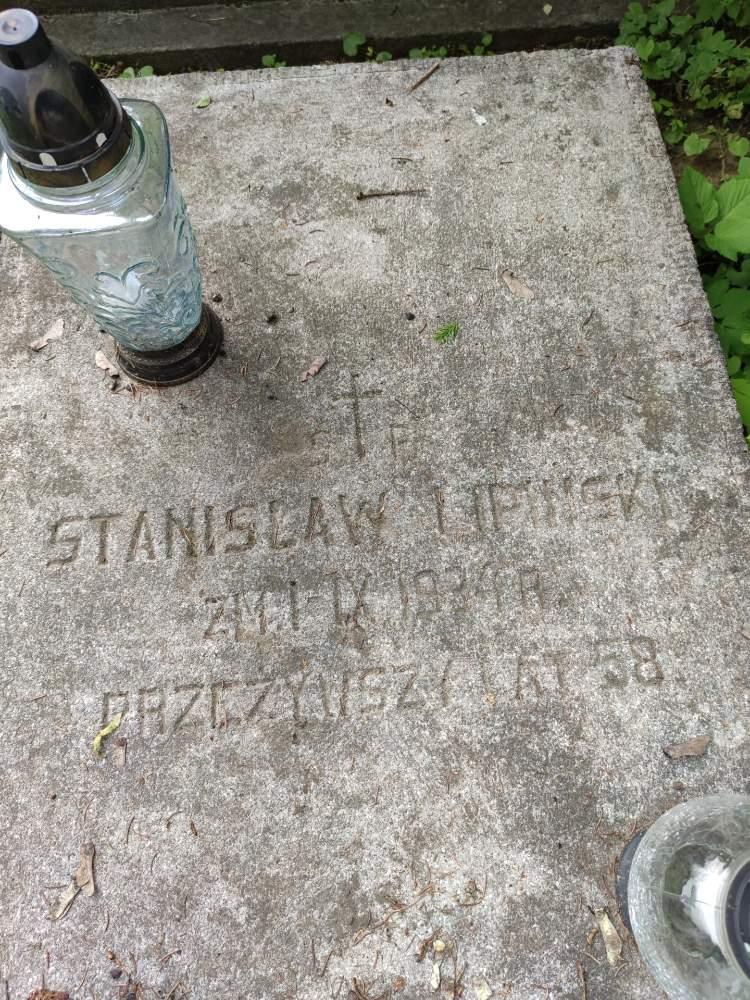 Ś P
STANISŁAW LIPIŃSKI
ZM. 1-IX 1934 R
PRZEŻYWSZY LAT 58.